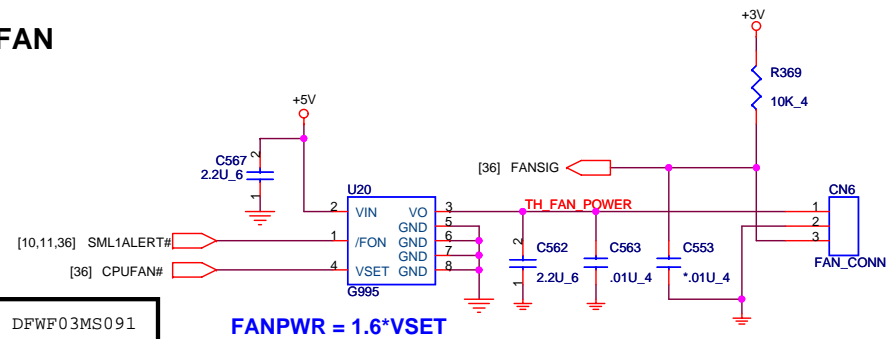 FAN
+3V
R369
10K_4
+5V
C567
2.2U_6
2
1
[36] FANSIG
CN6
U20
TH_FAN_POWER
2 VIN VO 3
GND 5
[10,11,36] SML1ALERT# 1 /FON GND 6
GND 7
[36] CPUFAN# 4 VSET GND 8
G995
2
1
C562
2.2U_6
C563
.01U_4
C553
*.01U_4
1
2
3
FAN_CONN
DFWF03MS091
FANPWR = 1.6*VSET